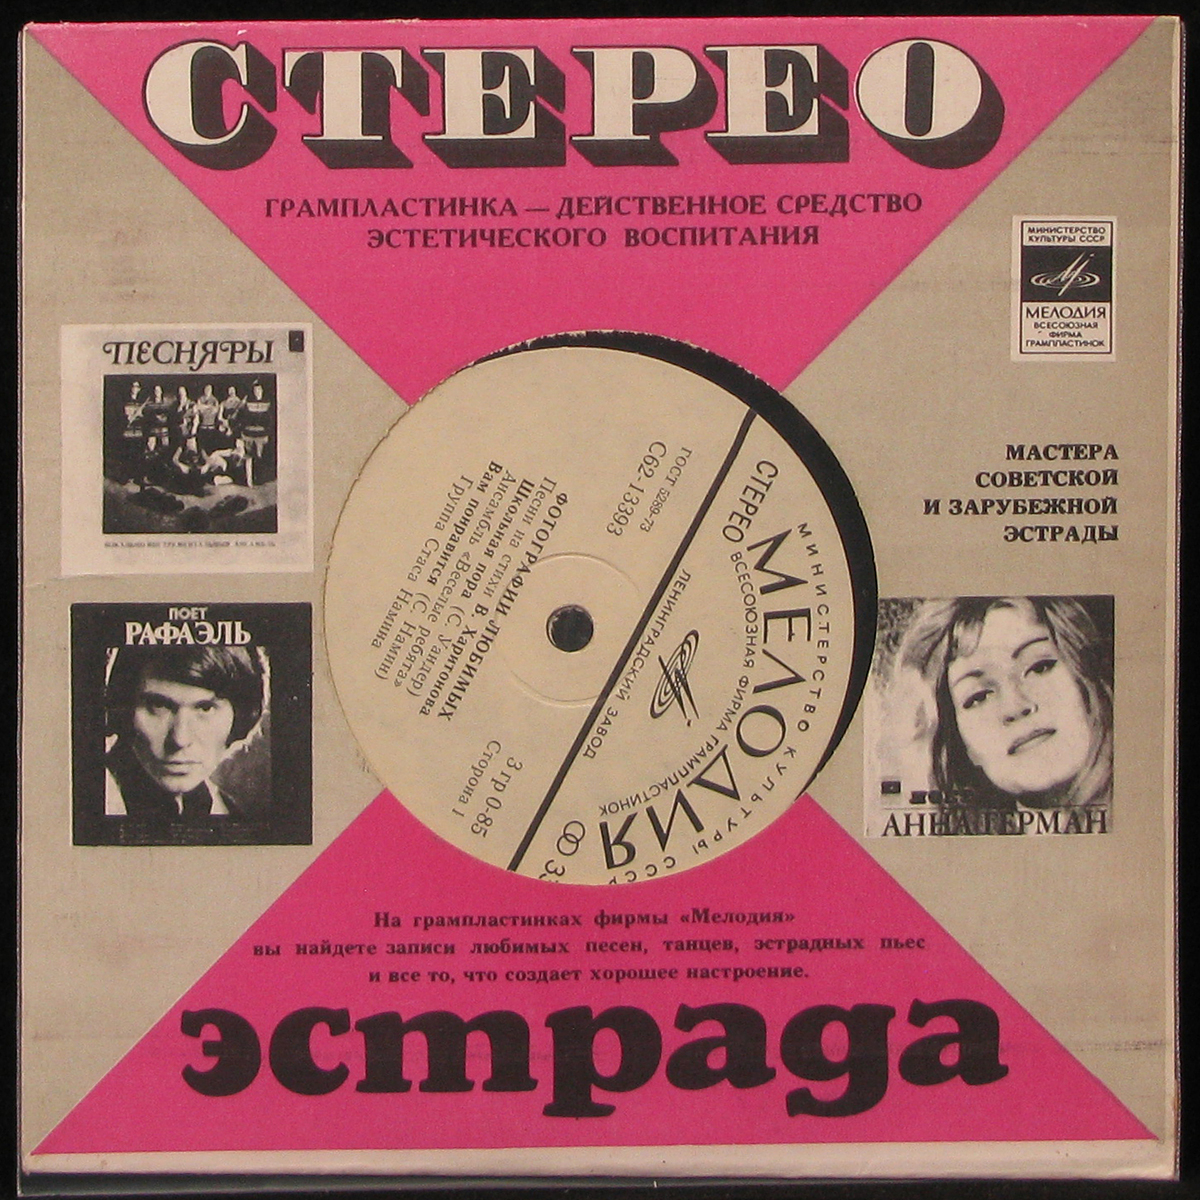 СТЕРЕО
ГРАМПЛАСТИНКА — ДЕЙСТВЕННОЕ СРЕДСТВО
ЭСТЕТИЧЕСКОГО ВОСПИТАНИЯ
МИНИСТЕРСТВО
КУЛЬТУРЫ СССР
МЕЛОДИЯ
ВСЕСОЮЗНАЯ
ФИРМА
ГРАМПЛАСТИНОК
ПЕСНЯРЫ
МАСТЕРА
СОВЕТСКОЙ
И ЗАРУБЕЖНОЙ
ЭСТРАДЫ
ПОЕТ
РАФАЭЛЬ
АННА ГЕРМАН
МИНИСТЕРСТВО КУЛЬТУРЫ СССР
МЕЛОДИЯ
ВСЕСОЮЗНАЯ ФИРМА ГРАМПЛАСТИНОК
СТЕРЕО
ЛЕНИНГРАДСКИЙ ЗАВОД
ГОСТ 5289-73
С62-13393
3 гр 0-85
Сторона 1
ФОТОГРАФИИ ЛЮБИМЫХ
Песни на стихи В. Харитонова
Школьная пора (С. Уандер)
Ансамбль «Веселые ребята»
Вам понравится (С. Намин)
Группа Стаса Намина
На грампластинках фирмы «Мелодия»
вы найдете записи любимых песен, танцев, эстрадных пьес
и все то, что создает хорошее настроение.
эстрада